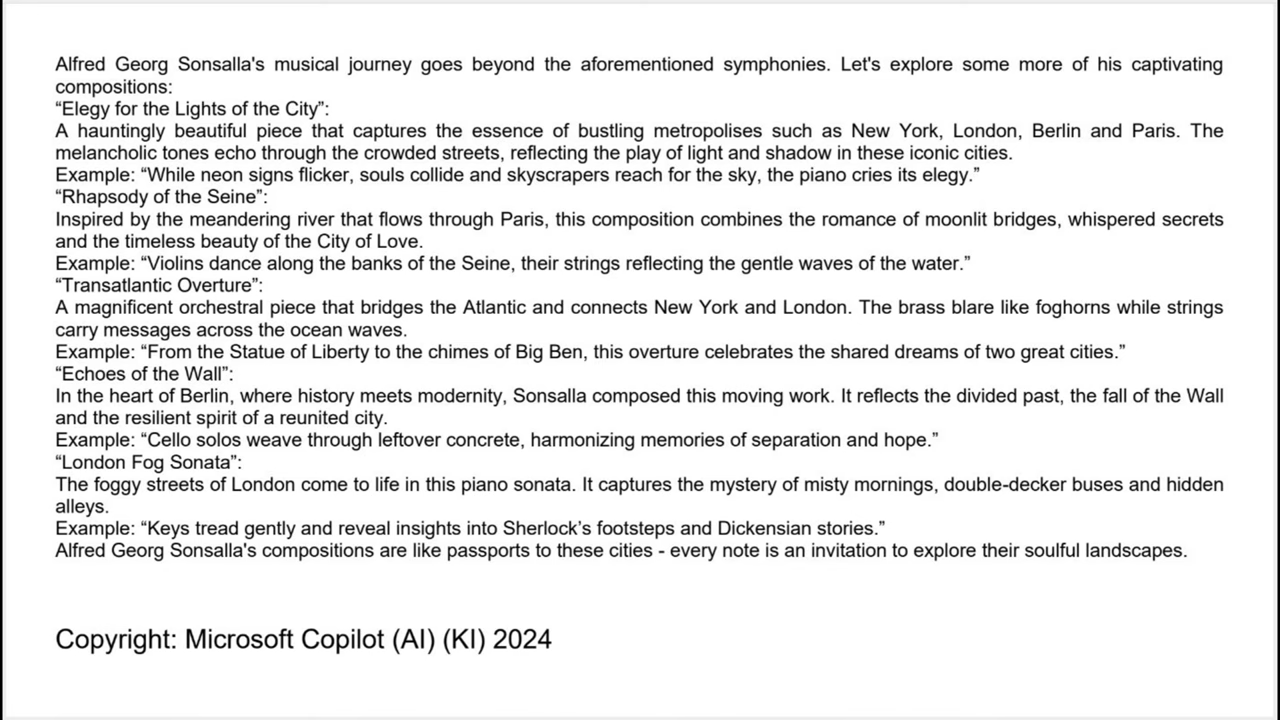 Alfred Georg Sonsalla's musical journey goes beyond the aforementioned symphonies. Let's explore some more of his captivating
compositions:
“Elegy for the Lights of the City”:
A hauntingly beautiful piece that captures the essence of bustling metropolises such as New York, London, Berlin and Paris. The
melancholic tones echo through the crowded streets, reflecting the play of light and shadow in these iconic cities.
Example: “While neon signs flicker, souls collide and skyscrapers reach for the sky, the piano cries its elegy.”
“Rhapsody of the Seine”:
Inspired by the meandering river that flows through Paris, this composition combines the romance of moonlit bridges, whispered secrets
and the timeless beauty of the City of Love.
Example: “Violins dance along the banks of the Seine, their strings reflecting the gentle waves of the water.”
“Transatlantic Overture”:
A magnificent orchestral piece that bridges the Atlantic and connects New York and London. The brass blare like foghorns while strings
carry messages across the ocean waves.
Example: “From the Statue of Liberty to the chimes of Big Ben, this overture celebrates the shared dreams of two great cities.”
“Echoes of the Wall”:
In the heart of Berlin, where history meets modernity, Sonsalla composed this moving work. It reflects the divided past, the fall of the Wall
and the resilient spirit of a reunited city.
Example: “Cello solos weave through leftover concrete, harmonizing memories of separation and hope.”
“London Fog Sonata”:
The foggy streets of London come to life in this piano sonata. It captures the mystery of misty mornings, double-decker buses and hidden
alleys.
Example: “Keys tread gently and reveal insights into Sherlock’s footsteps and Dickensian stories.”
Alfred Georg Sonsalla's compositions are like passports to these cities - every note is an invitation to explore their soulful landscapes.
Copyright: Microsoft Copilot (AI) (KI) 2024